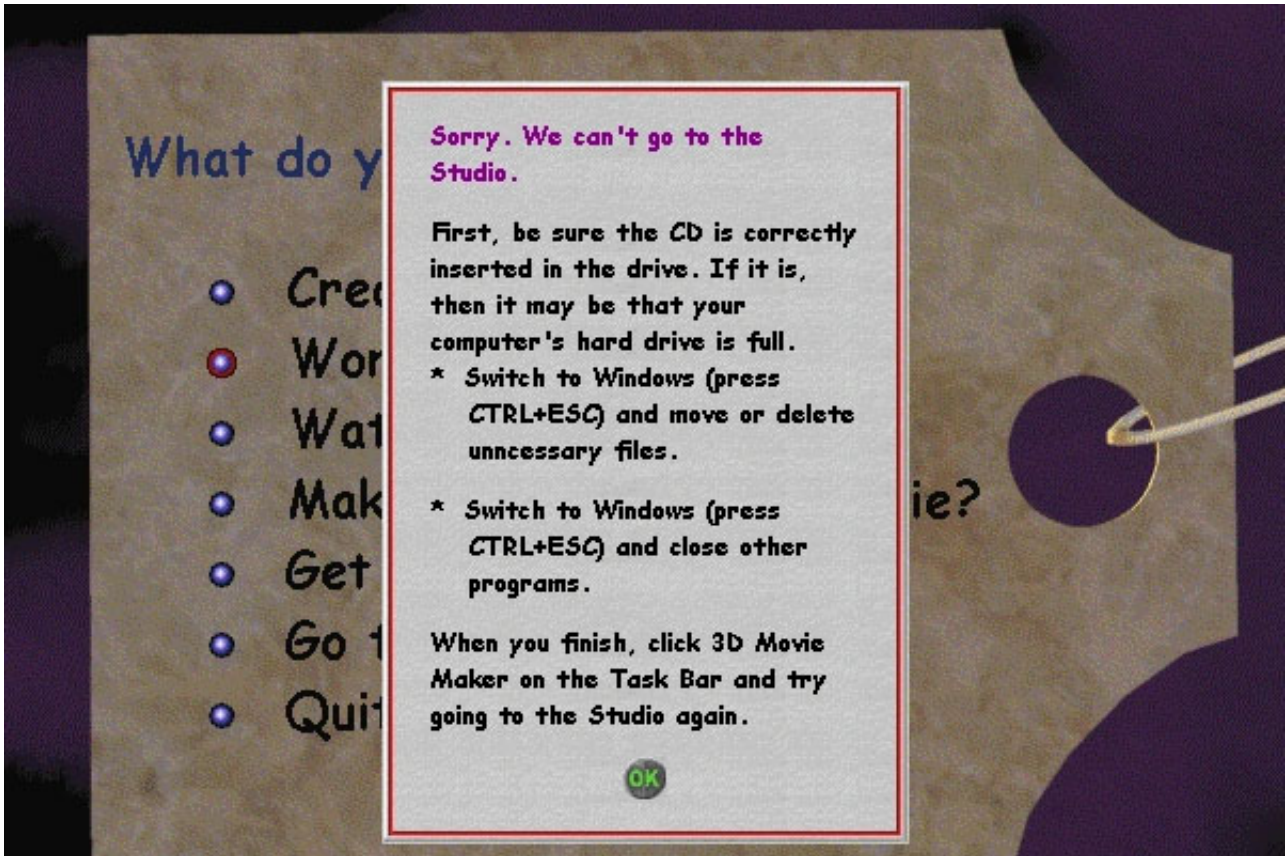 What do y
Crea
Wor
Wat
Mak
ie?
Get
Go t
Quit
Sorry. We can't go to the
Studio.
First, be sure the CD is correctly
inserted in the drive. If it is,
then it may be that your
computer's hard drive is full.
* Switch to Windows (press
CTRL+ESC) and move or delete
unncessary files.
* Switch to Windows (press
CTRL+ESC) and close other
programs.
When you finish, click 3D Movie
Maker on the Task Bar and try
going to the Studio again.
OK